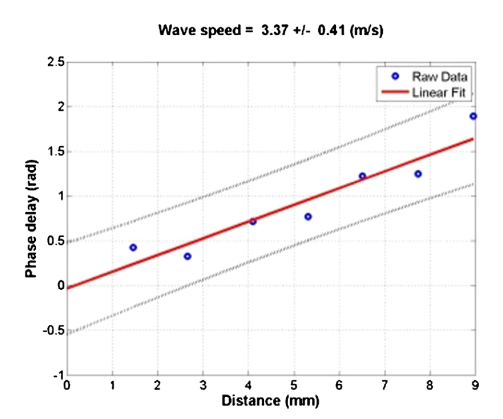 Wave speed = 3.37 +/- 0.41 (m/s)
2.5
2
1.5
1
0.5
0
-0.5
-1
Phase delay (rad)
Raw Data
Linear Fit
0 1 2 3 4 5 6 7 8 9
Distance (mm)